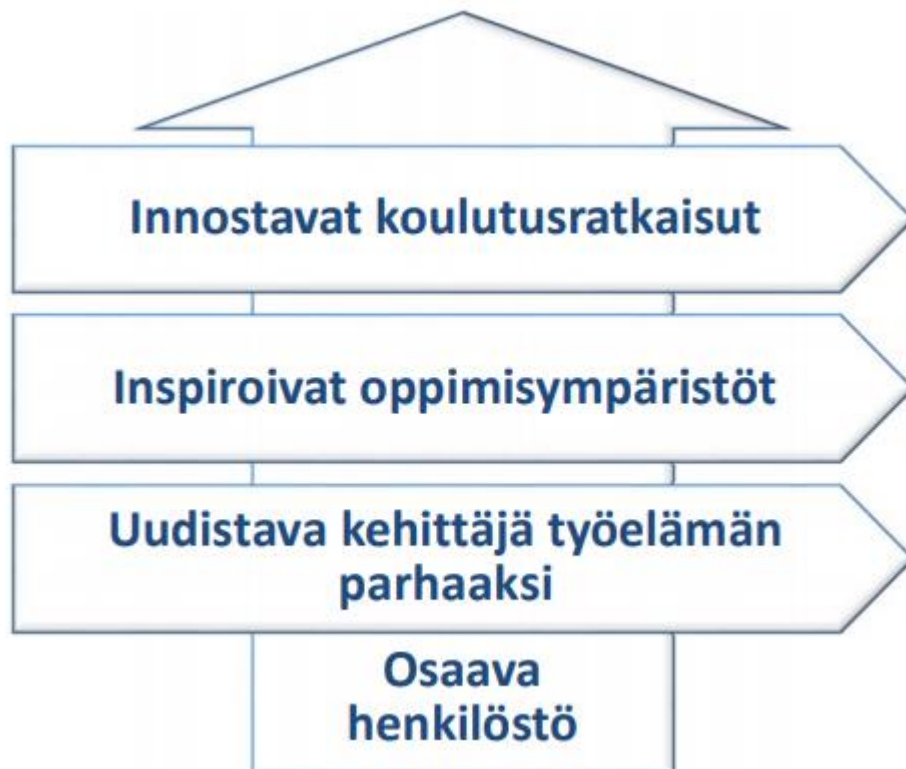 Innostavat koulutusratkaisut
Inspiroivat oppimisympäristöt
Uudistava kehittäjä työelämän
parhaaksi
Osaava
henkilöstö